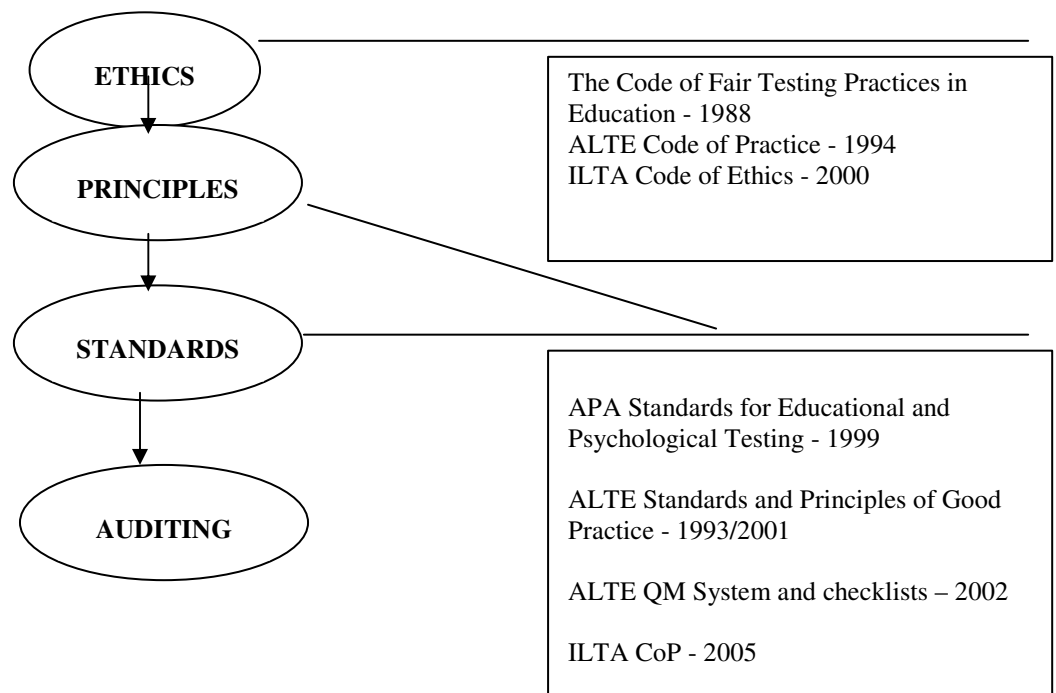 ETHICS
The Code of Fair Testing Practices in
Education - 1988
ALTE Code of Practice - 1994
ILTA Code of Ethics - 2000
PRINCIPLES
STANDARDS
APA Standards for Educational and
Psychological Testing - 1999
ALTE Standards and Principles of Good
Practice - 1993/2001
ALTE QM System and checklists – 2002
ILTA CoP - 2005
AUDITING